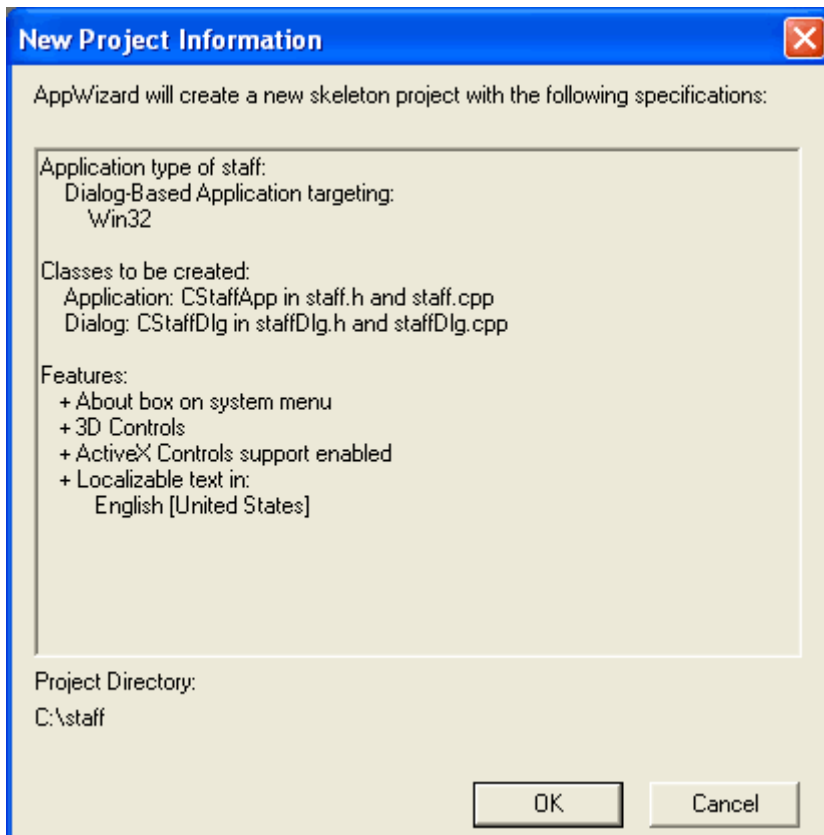 New Project Information
AppWizard will create a new skeleton project with the following specifications:
Application type of staff:
Dialog-Based Application targeting:
Win32
Classes to be created:
Application: CStaffApp in staff.h and staff.cpp
Dialog: CStaffDlg in staffDlg.h and staffDlg.cpp
Features:
+ About box on system menu
+ 3D Controls
+ ActiveX Controls support enabled
+ Localizable text in:
English [United States]
Project Directory:
C:\staff
OK Cancel